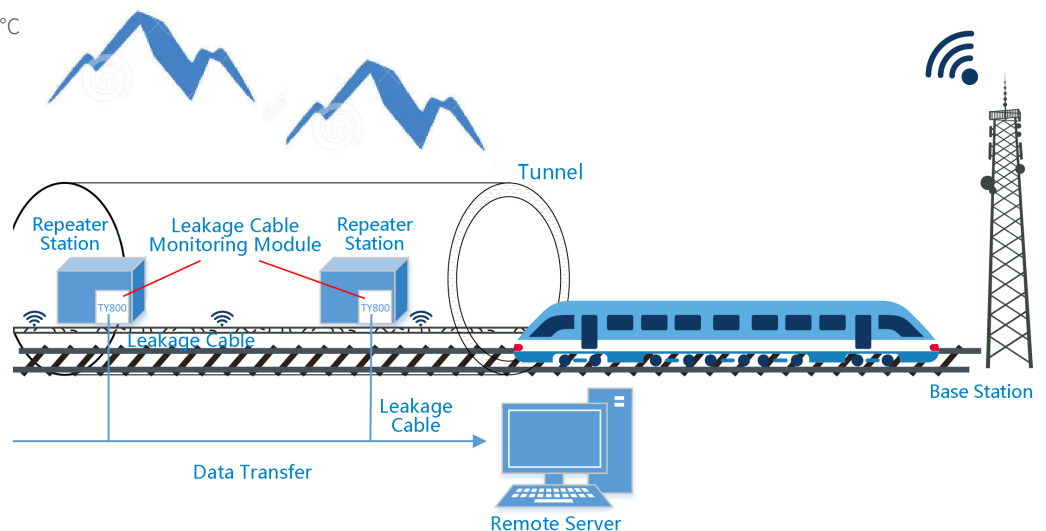 °C
Tunnel
Repeater
Station
Leakage Cable
Monitoring Module
Repeater
Station
TY800
TY800
Leakage Cable
Base Station
Leakage
Cable
Data Transfer
Remote Server